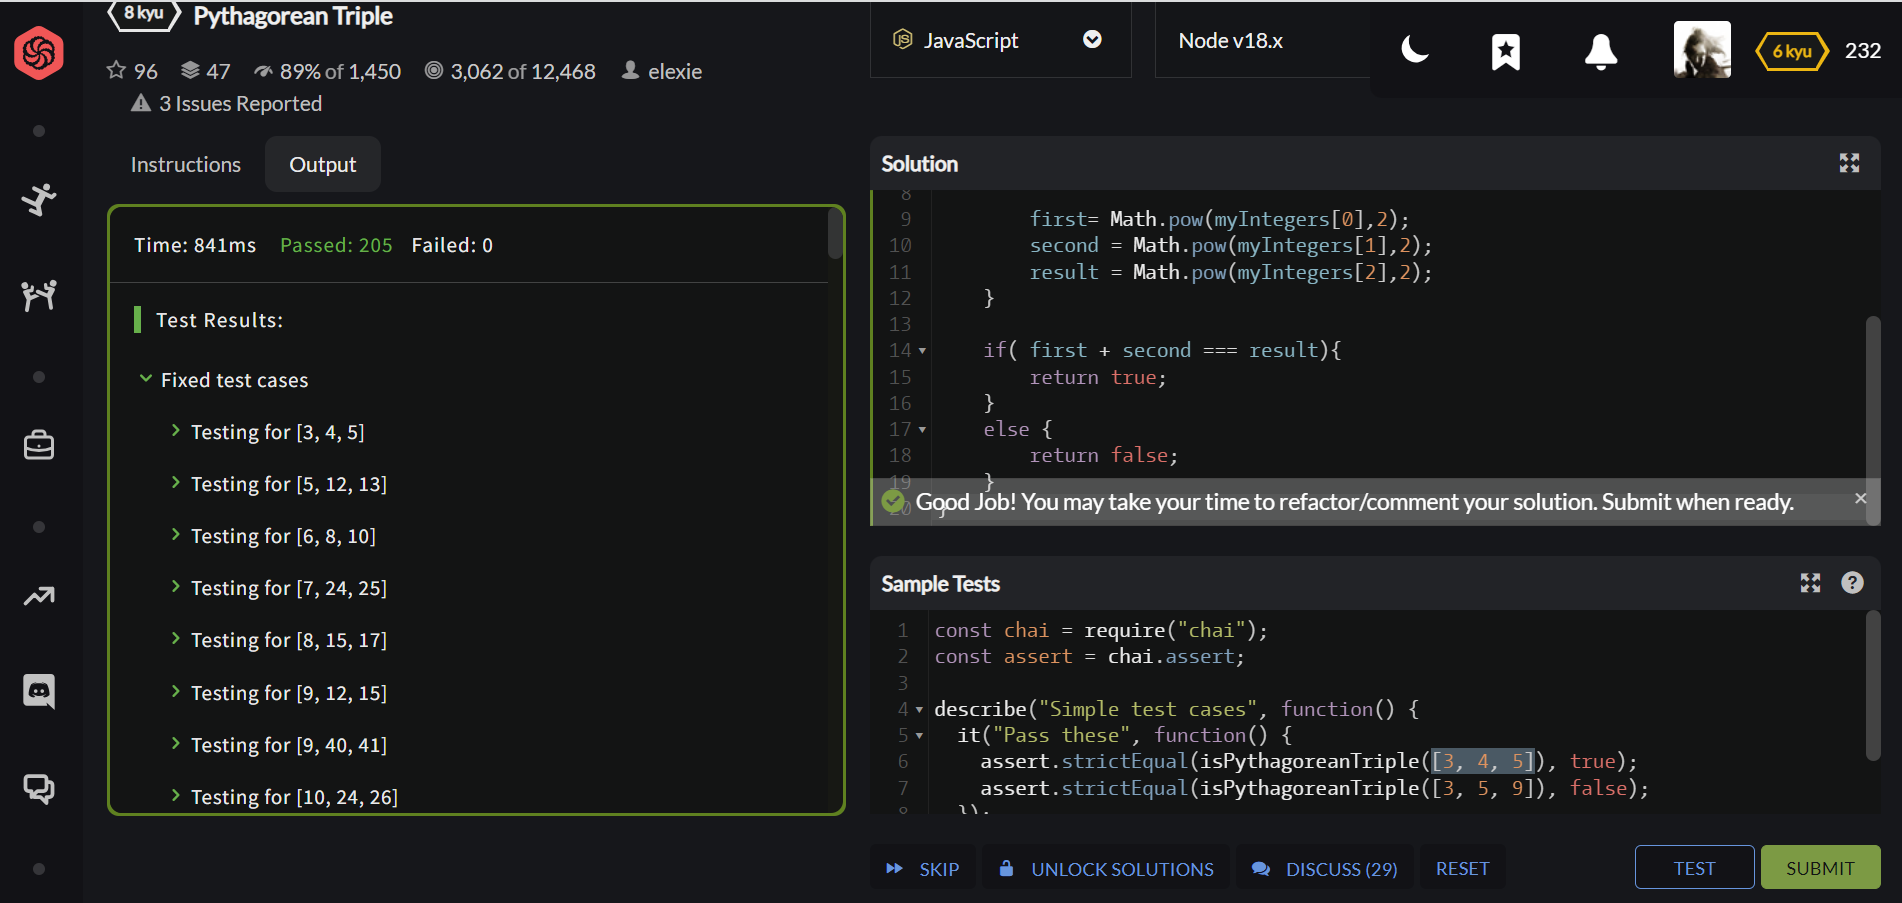 8 kyu Pythagorean Triple
96 47 89% of 1,450 3,062 of 12,468 elexie
3 Issues Reported
JavaScript
Node v18.x
6 kyu 232
Instructions Output
Time: 841ms Passed: 205 Failed: 0
Test Results:
Fixed test cases
Testing for [3, 4, 5]
Testing for [5, 12, 13]
Testing for [6, 8, 10]
Testing for [7, 24, 25]
Testing for [8, 15, 17]
Testing for [9, 12, 15]
Testing for [9, 40, 41]
Testing for [10, 24, 26]
Solution
8
9 first= Math.pow(myIntegers[0],2);
10 second = Math.pow(myIntegers[1],2);
11 result = Math.pow(myIntegers[2],2);
12 }
13
14 if( first + second === result){
15 return true;
16 }
17 else {
18 return false;
19 }
20 }
Good Job! You may take your time to refactor/comment your solution. Submit when ready. ×
Sample Tests
1 const chai = require("chai");
2 const assert = chai.assert;
3
4 describe("Simple test cases", function() {
5 it("Pass these", function() {
6 assert.strictEqual(isPythagoreanTriple([3, 4, 5]), true);
7 assert.strictEqual(isPythagoreanTriple([3, 5, 9]), false);
8 });
SKIP UNLOCK SOLUTIONS DISCUSS (29) RESET TEST SUBMIT